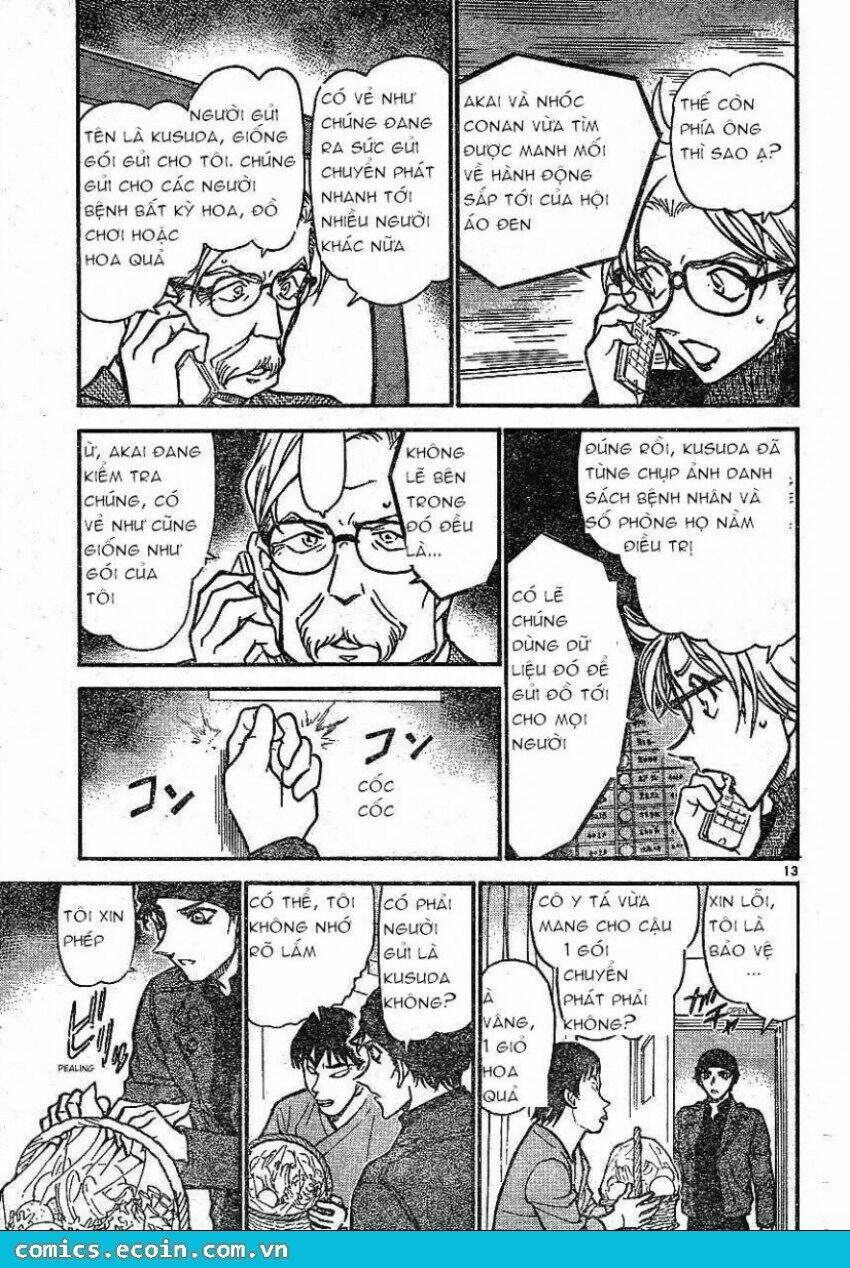 THẾ CÒN
PHÍA ÔNG
THÌ SAO Ạ?
AKAI VÀ NHÓC
CONAN VỪA TÌM
ĐƯỢC MANH MỐI
VỀ HÀNH ĐỘNG
SẮP TỚI CỦA HỘI
ÁO ĐEN
CÓ VẺ NHƯ
CHÚNG ĐANG
RA SỨC GỬI
CHUYỂN PHÁT
NHANH TỚI
NHIỀU NGƯỜI
KHÁC NỮA
NGƯỜI GỬI
TÊN LÀ KUSUDA, GIỐNG
GÓI GỬI CHO TÔI. CHÚNG
GỬI CHO CÁC NGƯỜI
BỆNH BẤT KỲ HOA, ĐỒ
CHƠI HOẶC
HOA QUẢ
ĐÚNG RỒI, KUSUDA ĐÃ
TỪNG CHỤP ẢNH DANH
SÁCH BỆNH NHÂN VÀ
SỐ PHÒNG HỌ NẰM
ĐIỀU TRỊ
CÓ LẼ
CHÚNG
DÙNG DỮ
LIỆU ĐÓ ĐỂ
GỬI ĐỒ TỚI
CHO MỌI
NGƯỜI
KHÔNG
LẼ BÊN
TRONG
ĐÓ ĐỀU
LÀ...
Ừ, AKAI ĐANG
KIỂM TRA
CHÚNG, CÓ
VẺ NHƯ CŨNG
GIỐNG NHƯ
GÓI CỦA
TÔI
コン
コン
CỐC
CỐC
13
XIN LỖI,
TÔI LÀ
BẢO VỆ
...
OPEN
CÔ Y TÁ VỪA
MANG CHO CẬU
1 GÓI
CHUYỂN
PHÁT PHẢI
KHÔNG?
À
VÂNG,
1 GIỎ
HOA
QUẢ
CÓ PHẢI
NGƯỜI
GỬI LÀ
KUSUDA
KHÔNG?
CÓ THỂ, TÔI
KHÔNG NHỚ
RÕ LẮM
TÔI XIN
PHÉP
PEALING
comics.ecoin.com.vn